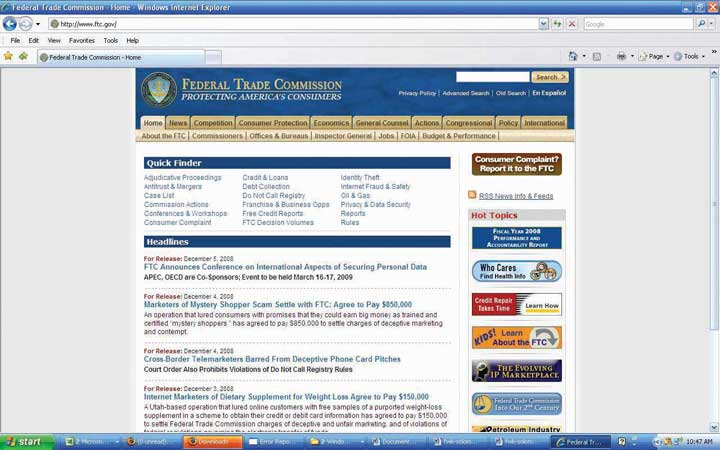 Federal Trade Commission - Home - Windows Internet Explorer
http://www.ftc.gov/
Google
File Edit View Favorites Tools Help
Federal Trade Commission - Home
Page Tools
FEDERAL TRADE COMMISSION
PROTECTING AMERICA'S CONSUMERS
Search >
Privacy Policy | Advanced Search | Old Search | En Español
Home News Competition Consumer Protection Economics General Counsel Actions Congressional Policy International
About the FTC | Commissioners | Offices & Bureaus | Inspector General | Jobs | FOIA | Budget & Performance |
Quick Finder
Adjudicative Proceedings Credit & Loans Identity Theft
Antitrust & Mergers Debt Collection Internet Fraud & Safety
Case List Do Not Call Registry Oil & Gas
Commission Actions Franchise & Business Opps Privacy & Data Security
Conferences & Workshops Free Credit Reports Reports
Consumer Complaint FTC Decision Volumes Rules
Headlines
For Release: December 5, 2008
FTC Announces Conference on International Aspects of Securing Personal Data
APEC, OECD are Co-Sponsors; Event to be held March 16-17, 2009
For Release: December 4, 2008
Marketers of Mystery Shopper Scam Settle with FTC; Agree to Pay $850,000
An operation that lured consumers with promises that they could earn big money as trained and
certified "mystery shoppers " has agreed to pay $850,000 to settle charges of deceptive marketing
and contempt.
For Release: December 4, 2008
Cross-Border Telemarketers Barred From Deceptive Phone Card Pitches
Court Order Also Prohibits Violations of Do Not Call Registry Rules
For Release: December 3, 2008
Internet Marketers of Dietary Supplement for Weight Loss Agree to Pay $150,000
A Utah-based operation that lured online customers with free samples of a purported weight-loss
supplement in a scheme to obtain their credit or debit card information has agreed to pay $150,000
to settle Federal Trade Commission charges of deceptive and unfair marketing, and of violations of
Consumer Complaint?
Report it to the FTC
RSS News Info & Feeds
Hot Topics
FISCAL YEAR 2008
PERFORMANCE AND
ACCOUNTABILITY REPORT
Who Cares
Find Health Info
Credit Repair
Takes Time
Learn How
KIDS! Learn
About the FTC
THE EVOLVING
IP MARKETPLACE
Federal Trade Commission
Into Our 2nd Century
Petroleum Industry
start
2 Microso...
(0 unread)...
Downloads
Error Repo...
2 Window...
Document...
Federal Tr...
10:47 AM